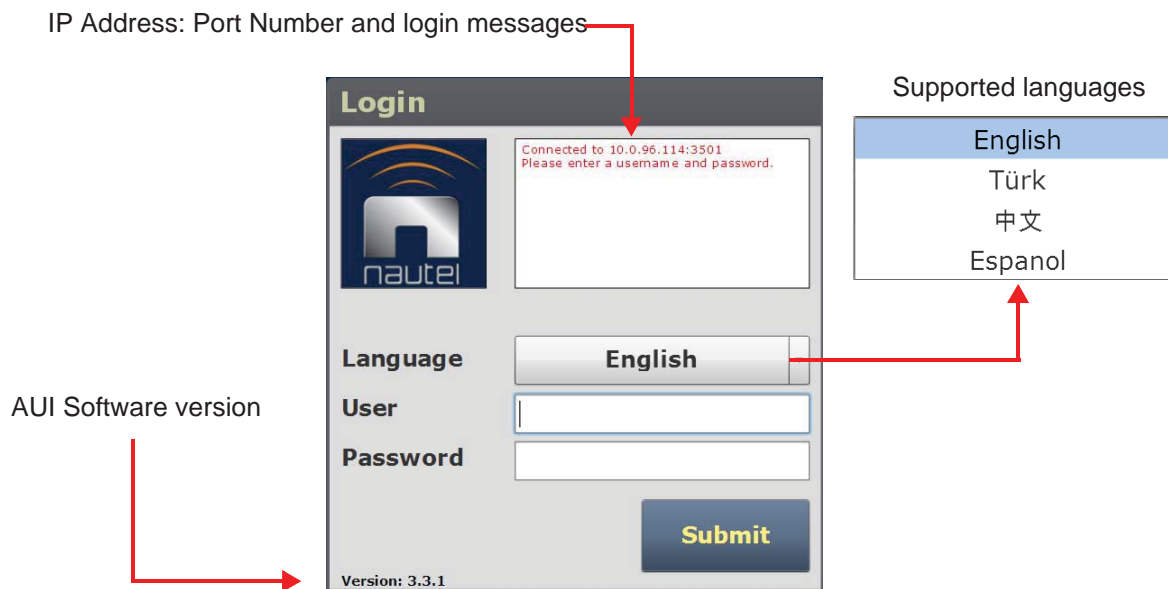 IP Address: Port Number and login messages
Login
Connected to 10.0.96.114:3501
Please enter a username and password.
nautel
Supported languages
English
Türk
中文
Espanol
Language
English
AUI Software version
User
Password
Submit
Version: 3.3.1